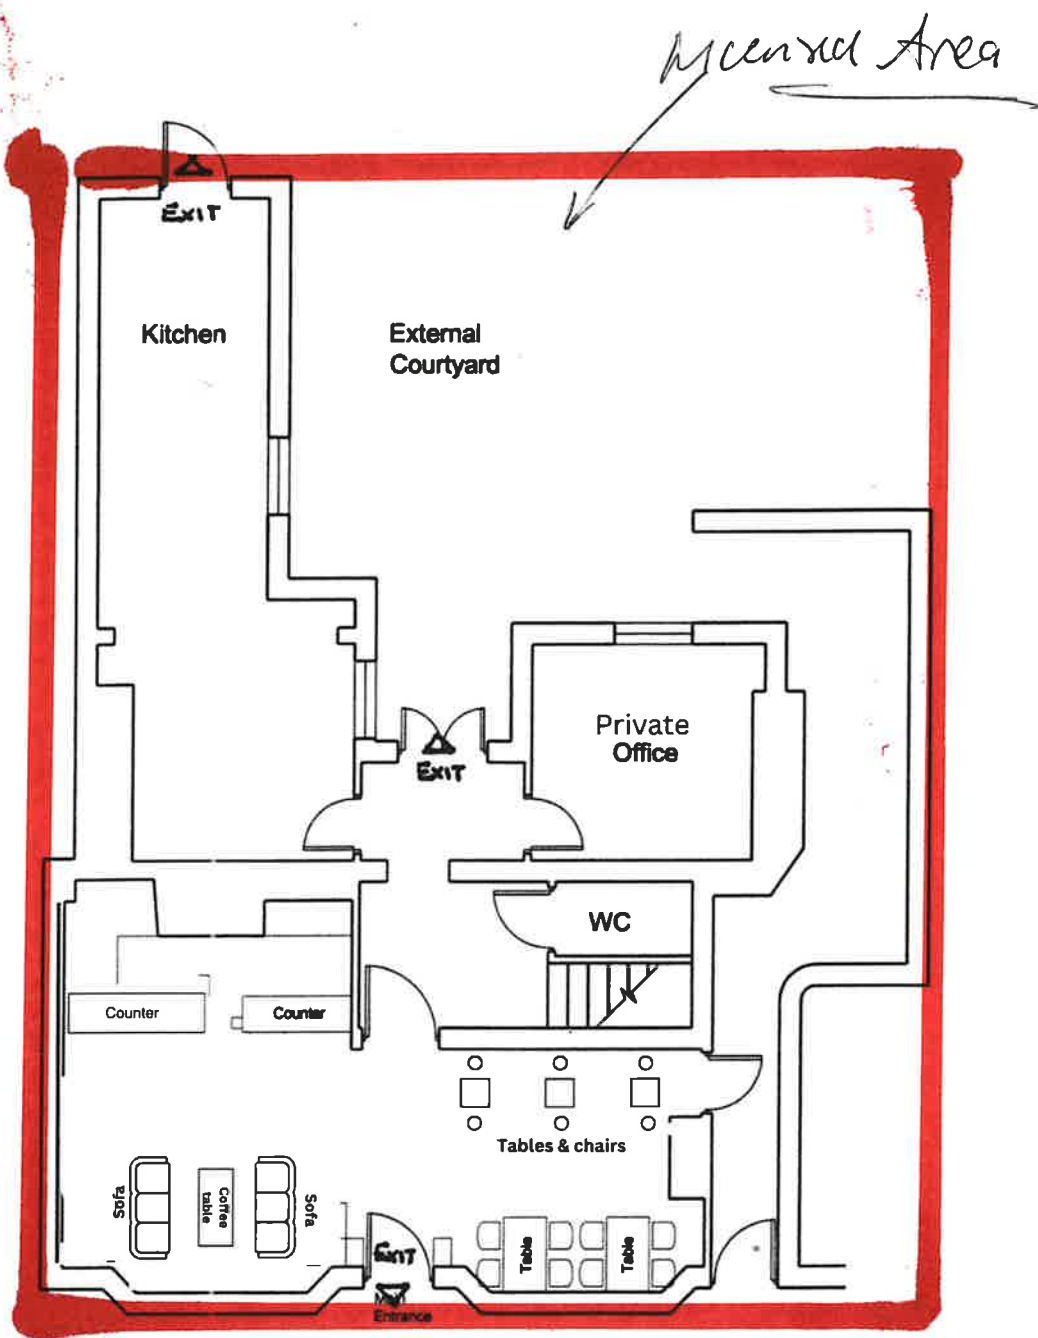 Licensed Area
EXIT
Kitchen
External
Courtyard
Private
Office
EXIT
WC
Counter
Counter
Tables & chairs
Sofa
Coffee
table
Sofa
EXIT
Table
Table
Main
Entrance